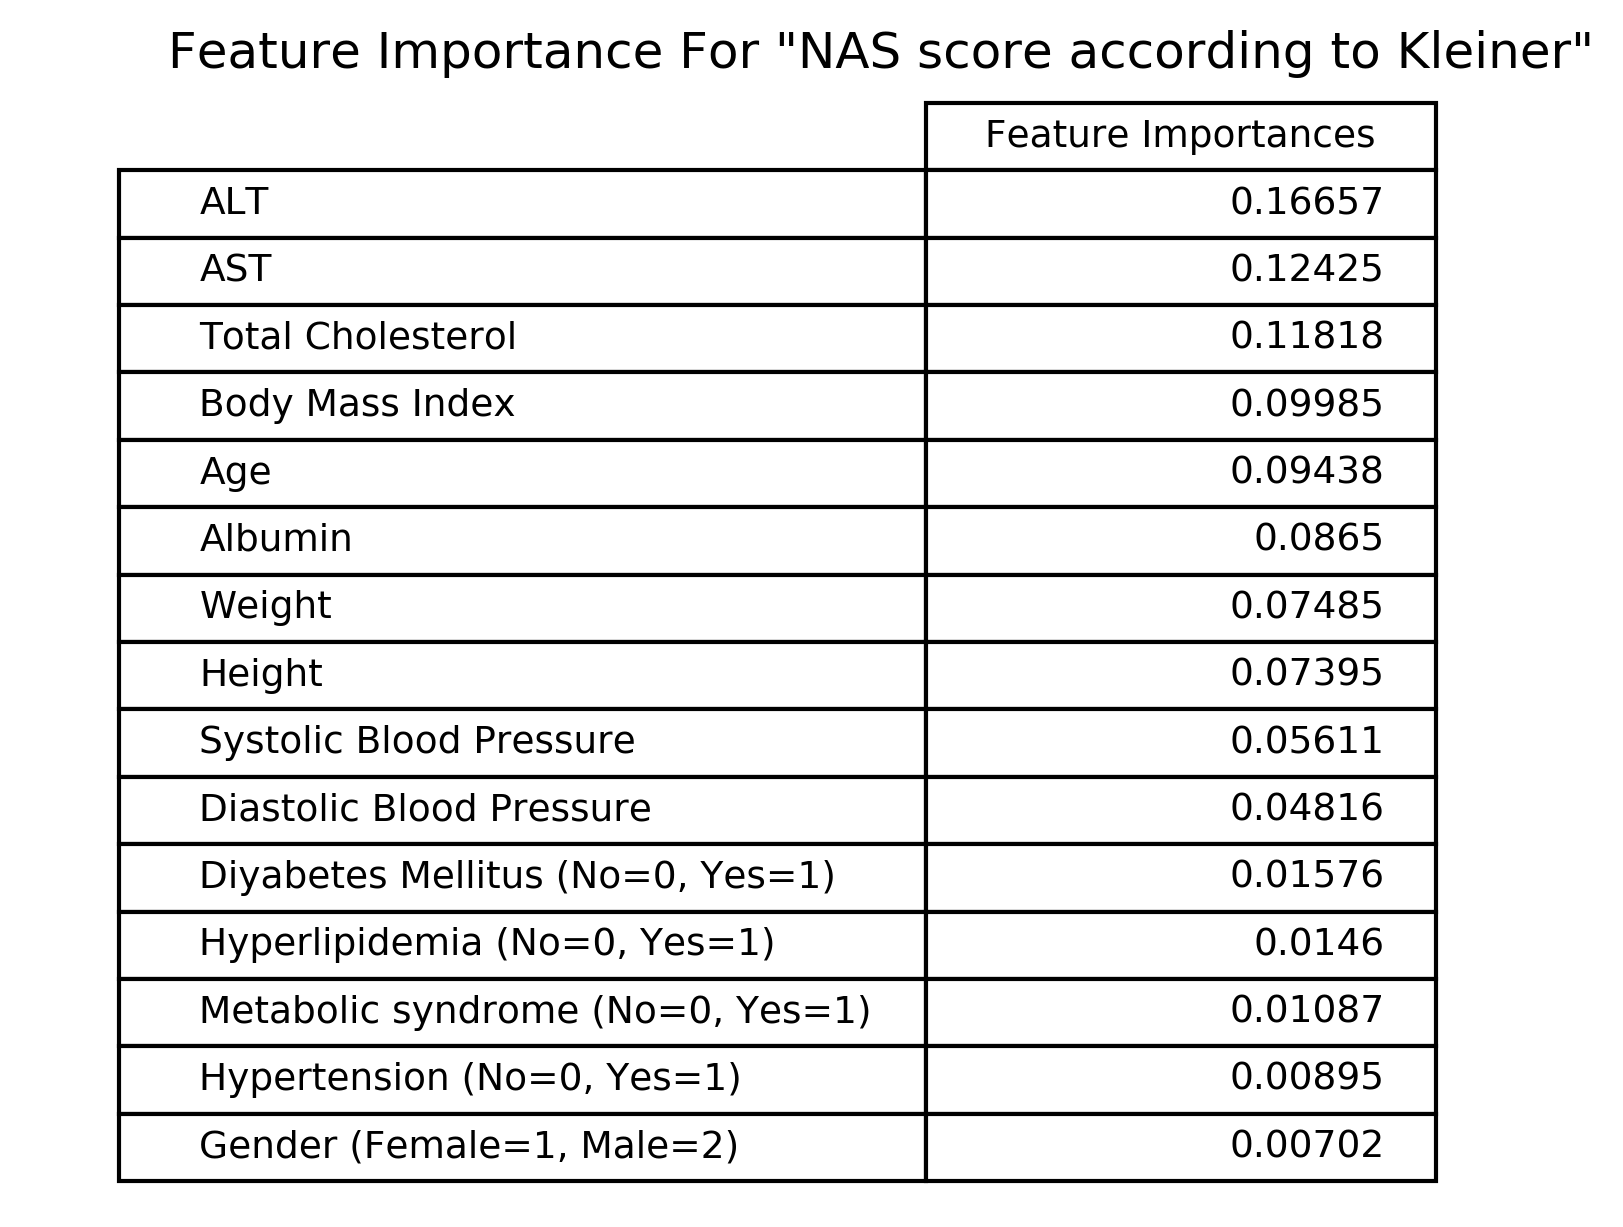 Feature Importance For "NAS score according to Kleiner"
Feature Importances
ALT 0.16657
AST 0.12425
Total Cholesterol 0.11818
Body Mass Index 0.09985
Age 0.09438
Albumin 0.0865
Weight 0.07485
Height 0.07395
Systolic Blood Pressure 0.05611
Diastolic Blood Pressure 0.04816
Diyabetes Mellitus (No=0, Yes=1) 0.01576
Hyperlipidemia (No=0, Yes=1) 0.0146
Metabolic syndrome (No=0, Yes=1) 0.01087
Hypertension (No=0, Yes=1) 0.00895
Gender (Female=1, Male=2) 0.00702